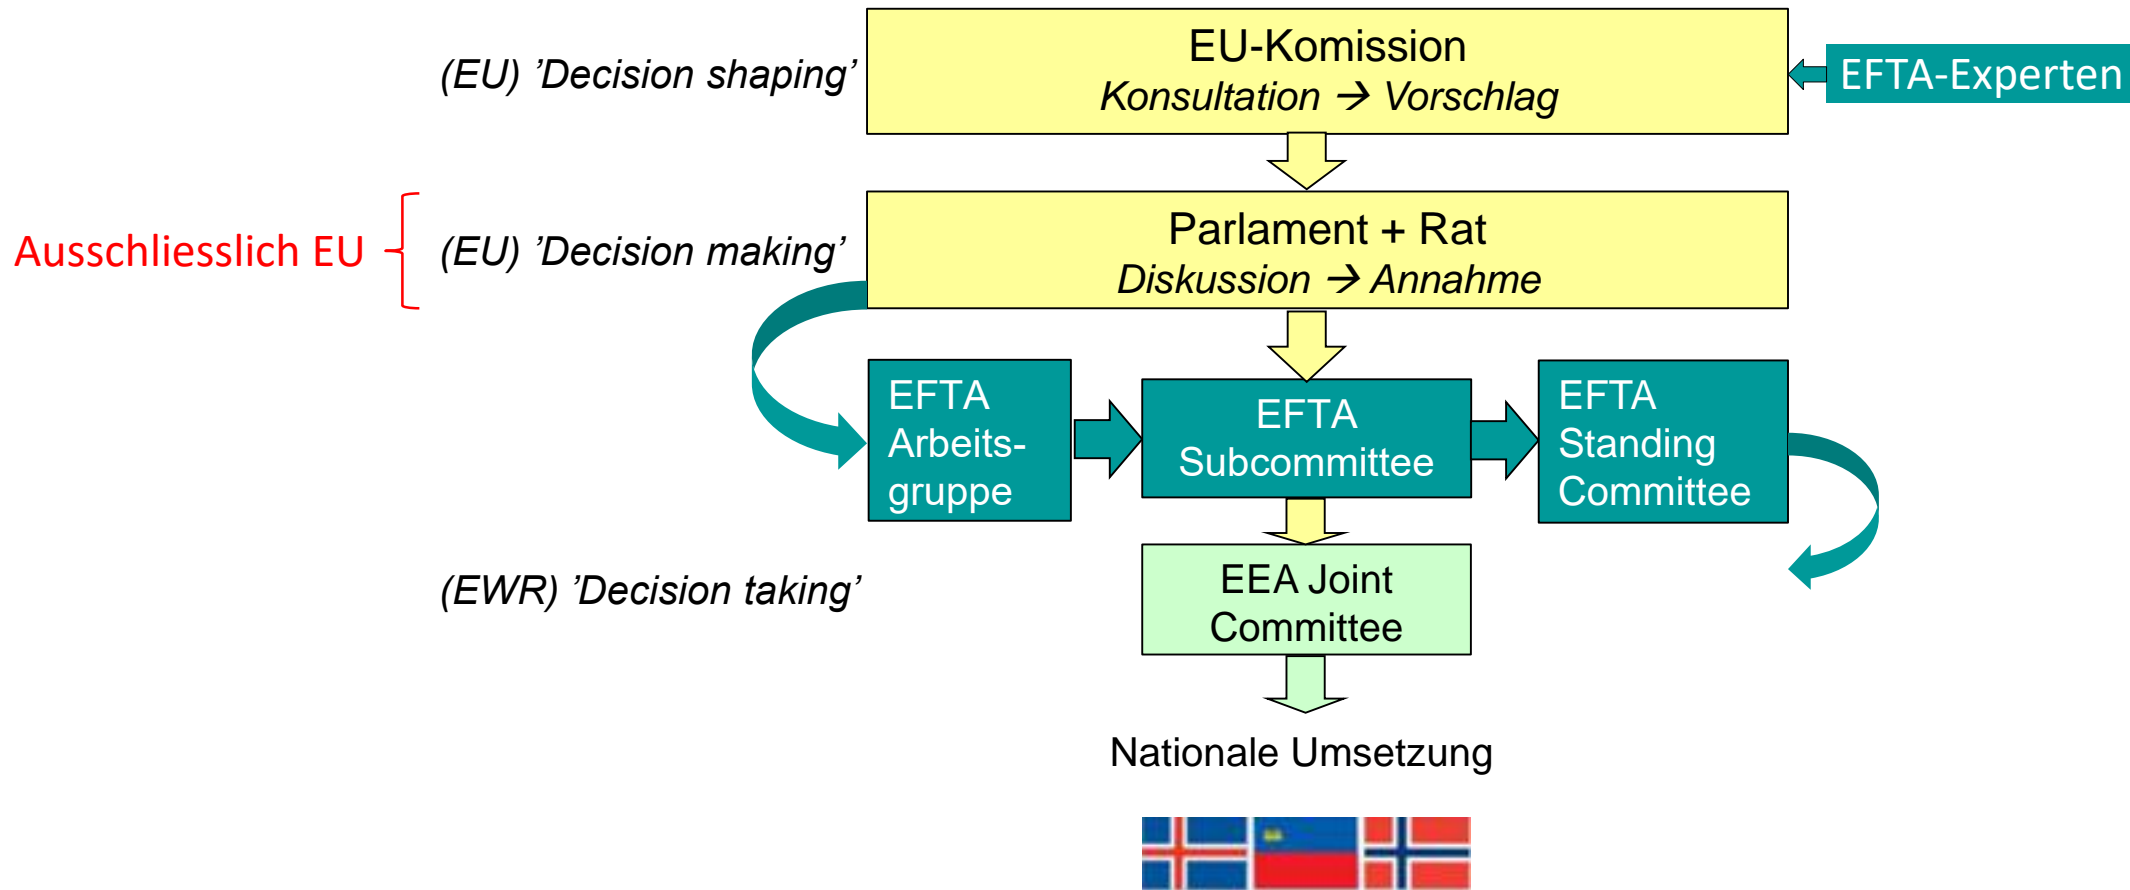 (EU) ’Decision shaping’
EU-Komission
Konsultation → Vorschlag
EFTA-Experten
Ausschliesslich EU
(EU) ’Decision making’
Parlament + Rat
Diskussion → Annahme
EFTA
Arbeits-
gruppe
EFTA
Subcommittee
EFTA
Standing
Committee
(EWR) ’Decision taking’
EEA Joint
Committee
Nationale Umsetzung